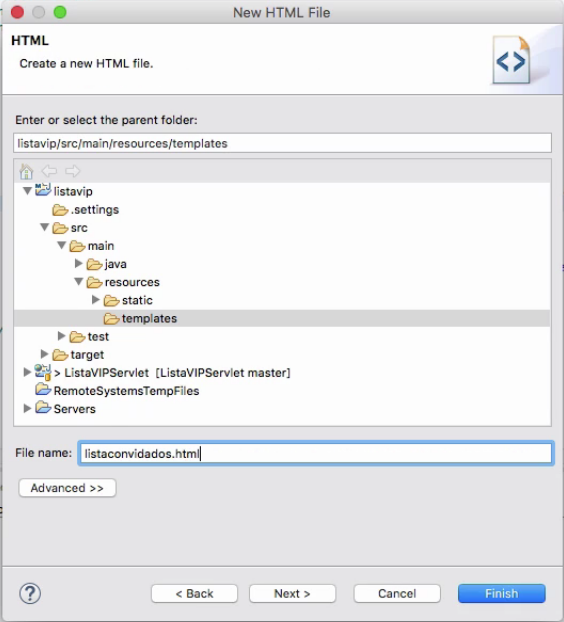 New HTML File
HTML
Create a new HTML file.
Enter or select the parent folder:
listavip/src/main/resources/templates
listavip
.settings
src
main
java
resources
static
templates
test
target
> ListaVIPServlet [ListaVIPServlet master]
RemoteSystemsTempFiles
Servers
File name: listaconvidados.html
Advanced >>
< Back Next > Cancel Finish